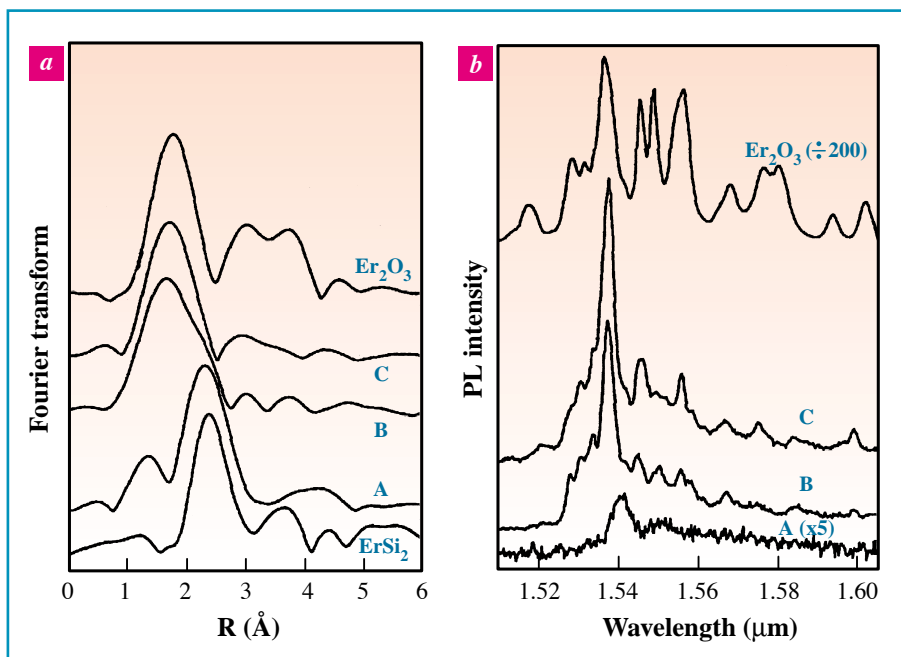 a
Fourier transform
Er2O3
C
B
A
ErSi2
0 1 2 3 4 5 6
R (Å)
b
PL intensity
Er2O3 (÷200)
C
B
A (x5)
1.52 1.54 1.56 1.58 1.60
Wavelength (μm)